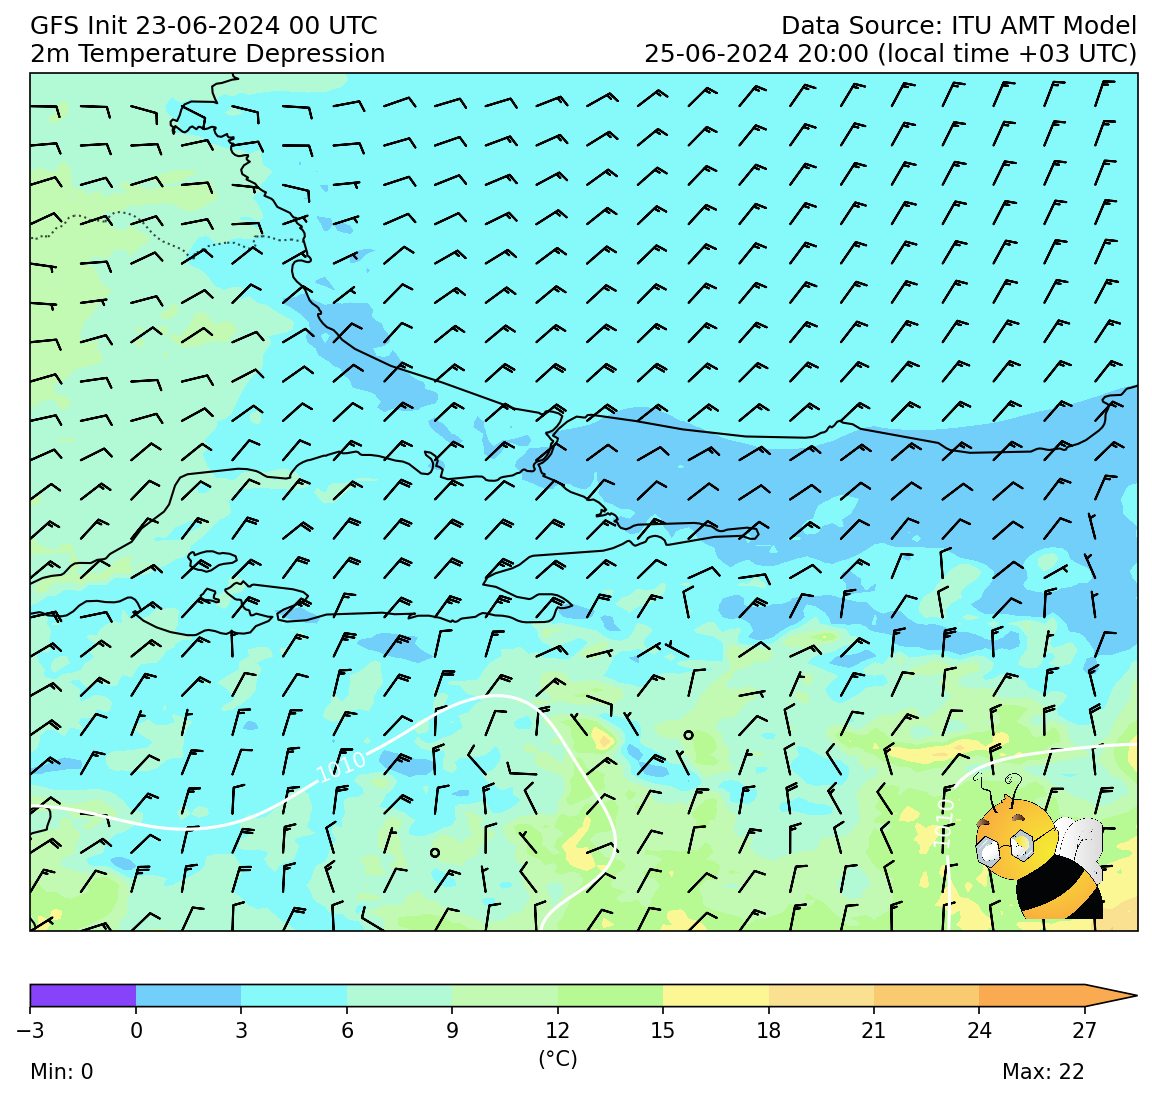 GFS Init 23-06-2024 00 UTC
Data Source: ITU AMT Model
2m Temperature Depression
25-06-2024 20:00 (local time +03 UTC)
1010
1010
−3 0 3 6 9 12 15 18 21 24 27
(°C)
Min: 0
Max: 22